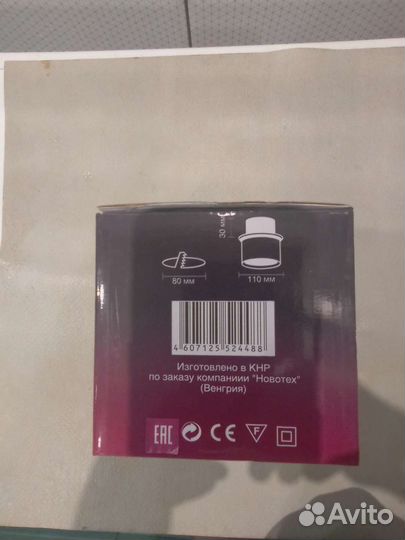 30 мм
80 мм
110 мм
4 607125 524488
Изготовлено в КНР
по заказу компаниии "Новотех"
(Венгрия)
EAC CE F
Avito